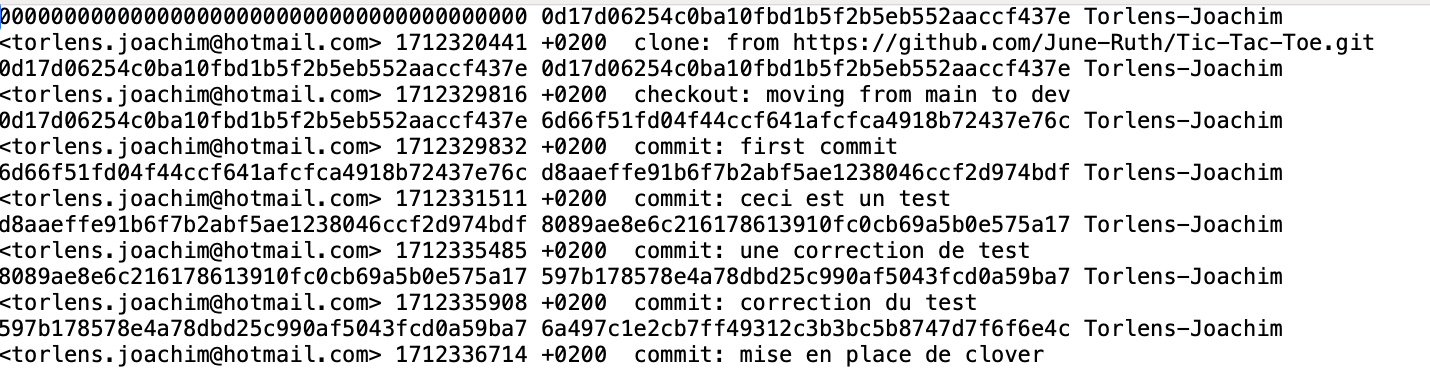 0000000000000000000000000000000000000000 0d17d06254c0ba10fbd1b5f2b5eb552aaccf437e Torlens-Joachim
<torlens.joachim@hotmail.com> 1712320441 +0200  clone: from https://github.com/June-Ruth/Tic-Tac-Toe.git
0d17d06254c0ba10fbd1b5f2b5eb552aaccf437e 0d17d06254c0ba10fbd1b5f2b5eb552aaccf437e Torlens-Joachim
<torlens.joachim@hotmail.com> 1712329816 +0200  checkout: moving from main to dev
0d17d06254c0ba10fbd1b5f2b5eb552aaccf437e 6d66f51fd04f44ccf641afcfca4918b72437e76c Torlens-Joachim
<torlens.joachim@hotmail.com> 1712329832 +0200  commit: first commit
6d66f51fd04f44ccf641afcfca4918b72437e76c d8aaeffe91b6f7b2abf5ae1238046ccf2d974bdf Torlens-Joachim
<torlens.joachim@hotmail.com> 1712331511 +0200  commit: ceci est un test
d8aaeffe91b6f7b2abf5ae1238046ccf2d974bdf 8089ae8e6c216178613910fc0cb69a5b0e575a17 Torlens-Joachim
<torlens.joachim@hotmail.com> 1712335485 +0200  commit: une correction de test
8089ae8e6c216178613910fc0cb69a5b0e575a17 597b178578e4a78dbd25c990af5043fcd0a59ba7 Torlens-Joachim
<torlens.joachim@hotmail.com> 1712335908 +0200  commit: correction du test
597b178578e4a78dbd25c990af5043fcd0a59ba7 6a497c1e2cb7ff49312c3b3bc5b8747d7f6f6e4c Torlens-Joachim
<torlens.joachim@hotmail.com> 1712336714 +0200  commit: mise en place de clover